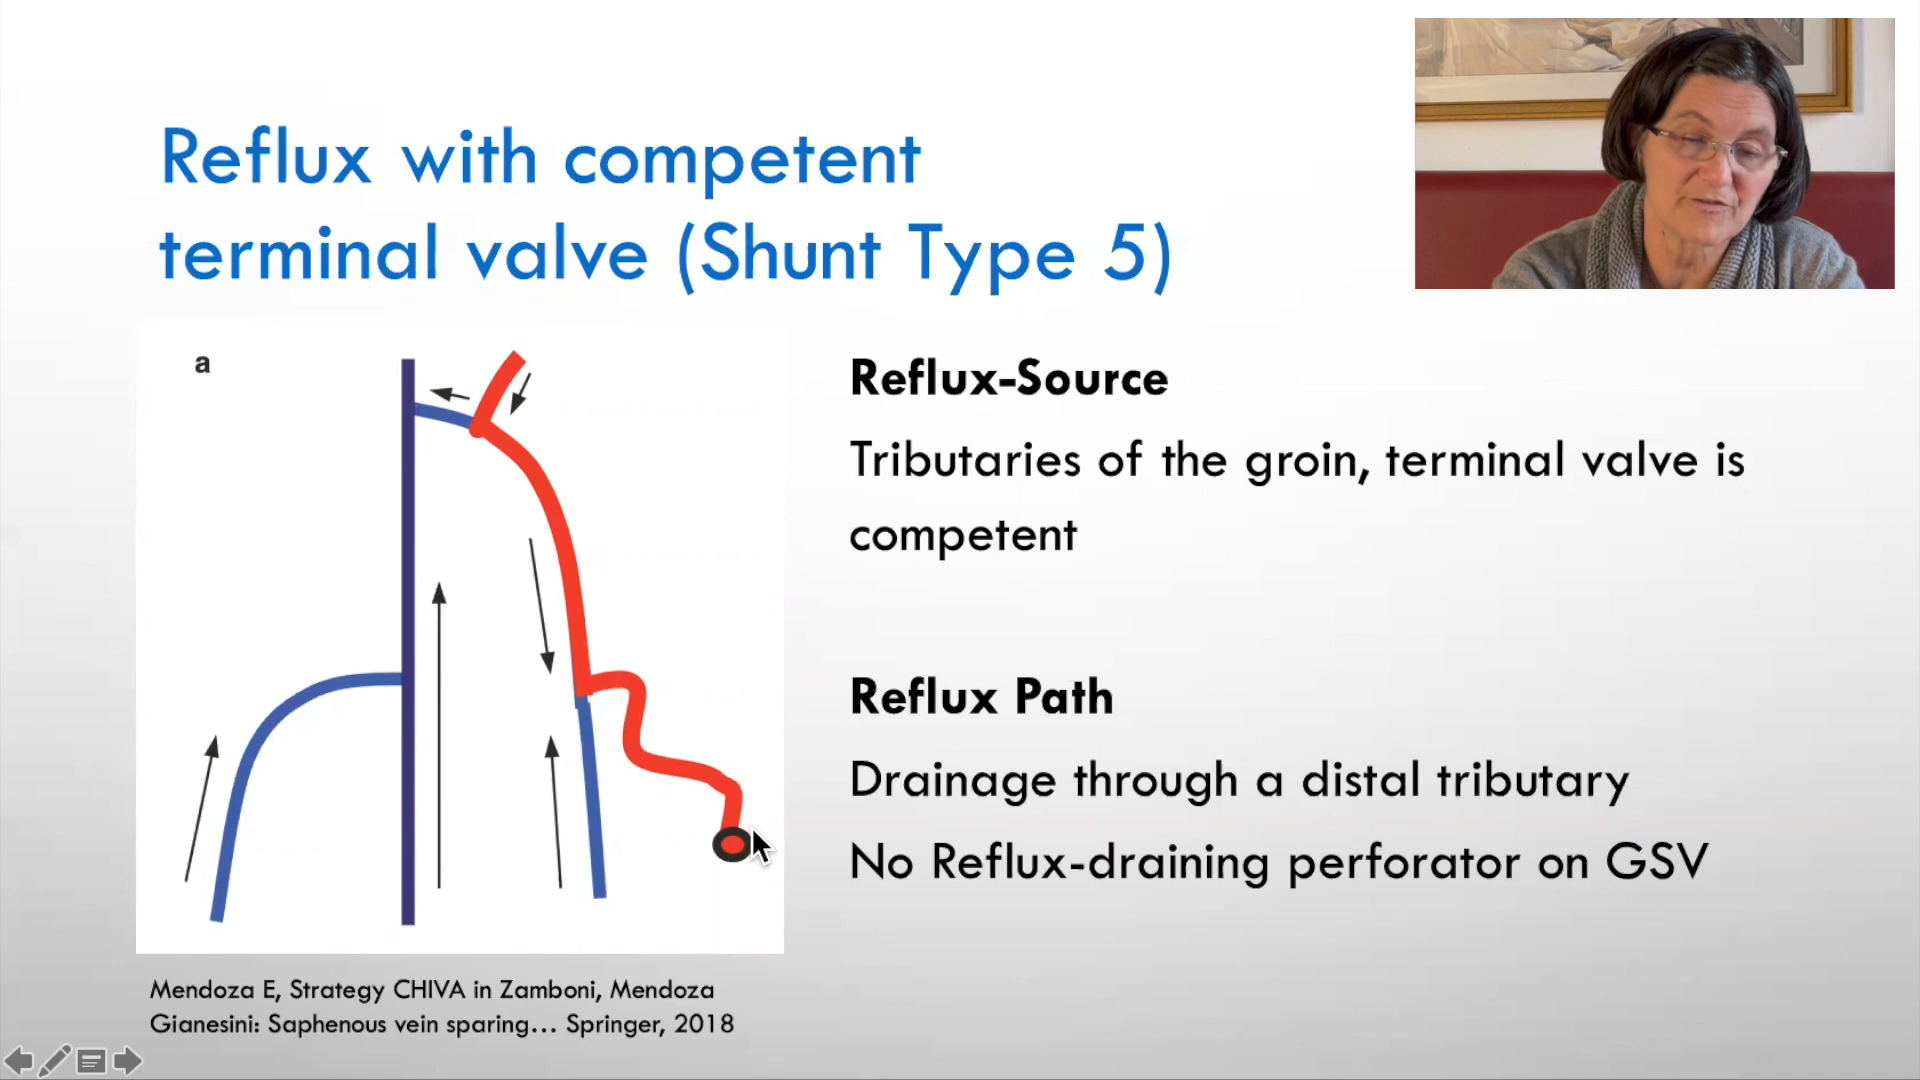 Reflux with competent
terminal valve (Shunt Type 5)
a
Reflux-Source
Tributaries of the groin, terminal valve is
competent
Reflux Path
Drainage through a distal tributary
No Reflux-draining perforator on GSV
Mendoza E, Strategy CHIVA in Zamboni, Mendoza
Gianesini: Saphenous vein sparing... Springer, 2018